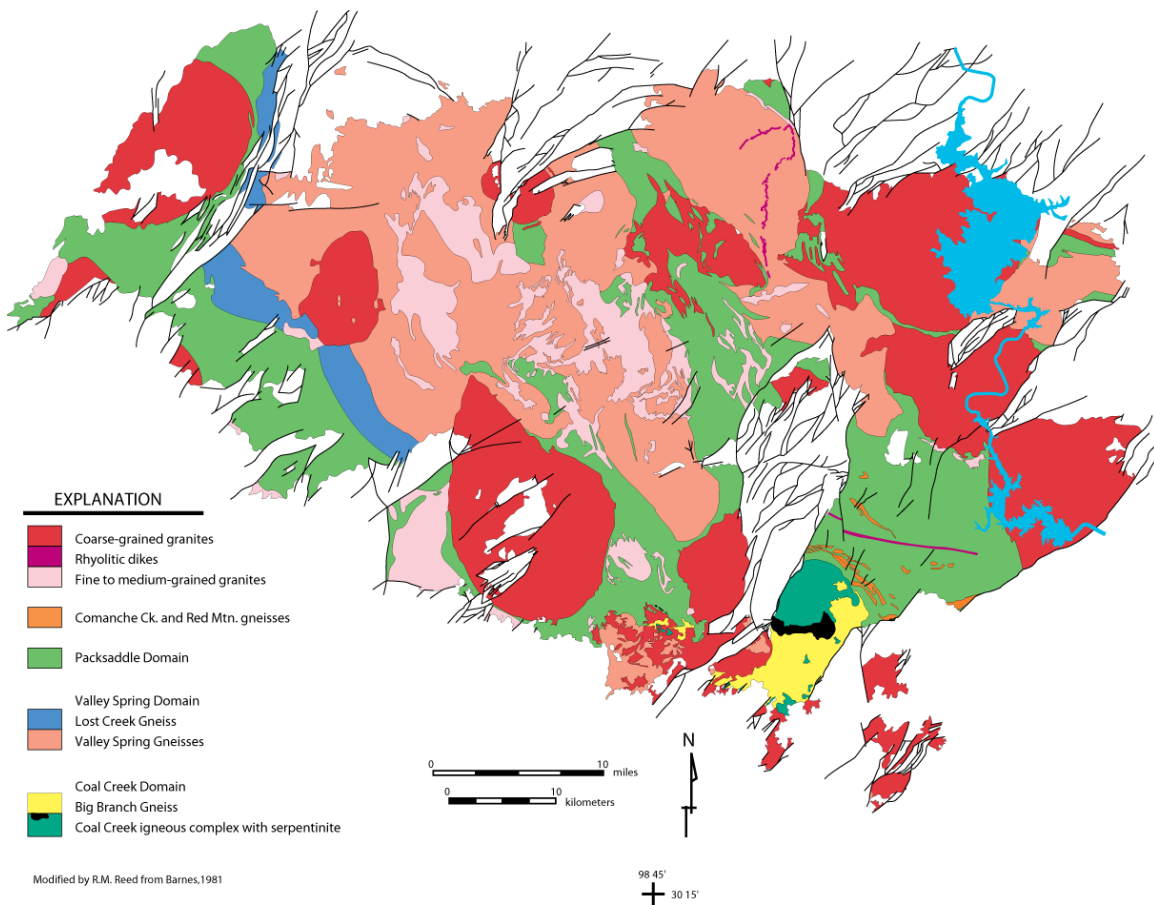 EXPLANATION
Coarse-grained granites
Rhyolitic dikes
Fine to medium-grained granites
Comanche Ck. and Red Mtn. gneisses
Packsaddle Domain
Valley Spring Domain
Lost Creek Gneiss
Valley Spring Gneisses
Coal Creek Domain
Big Branch Gneiss
Coal Creek igneous complex with serpentinite
N
0 10
miles
0 10
kilometers
Modified by R.M. Reed from Barnes,1981
98 45'
30 15'